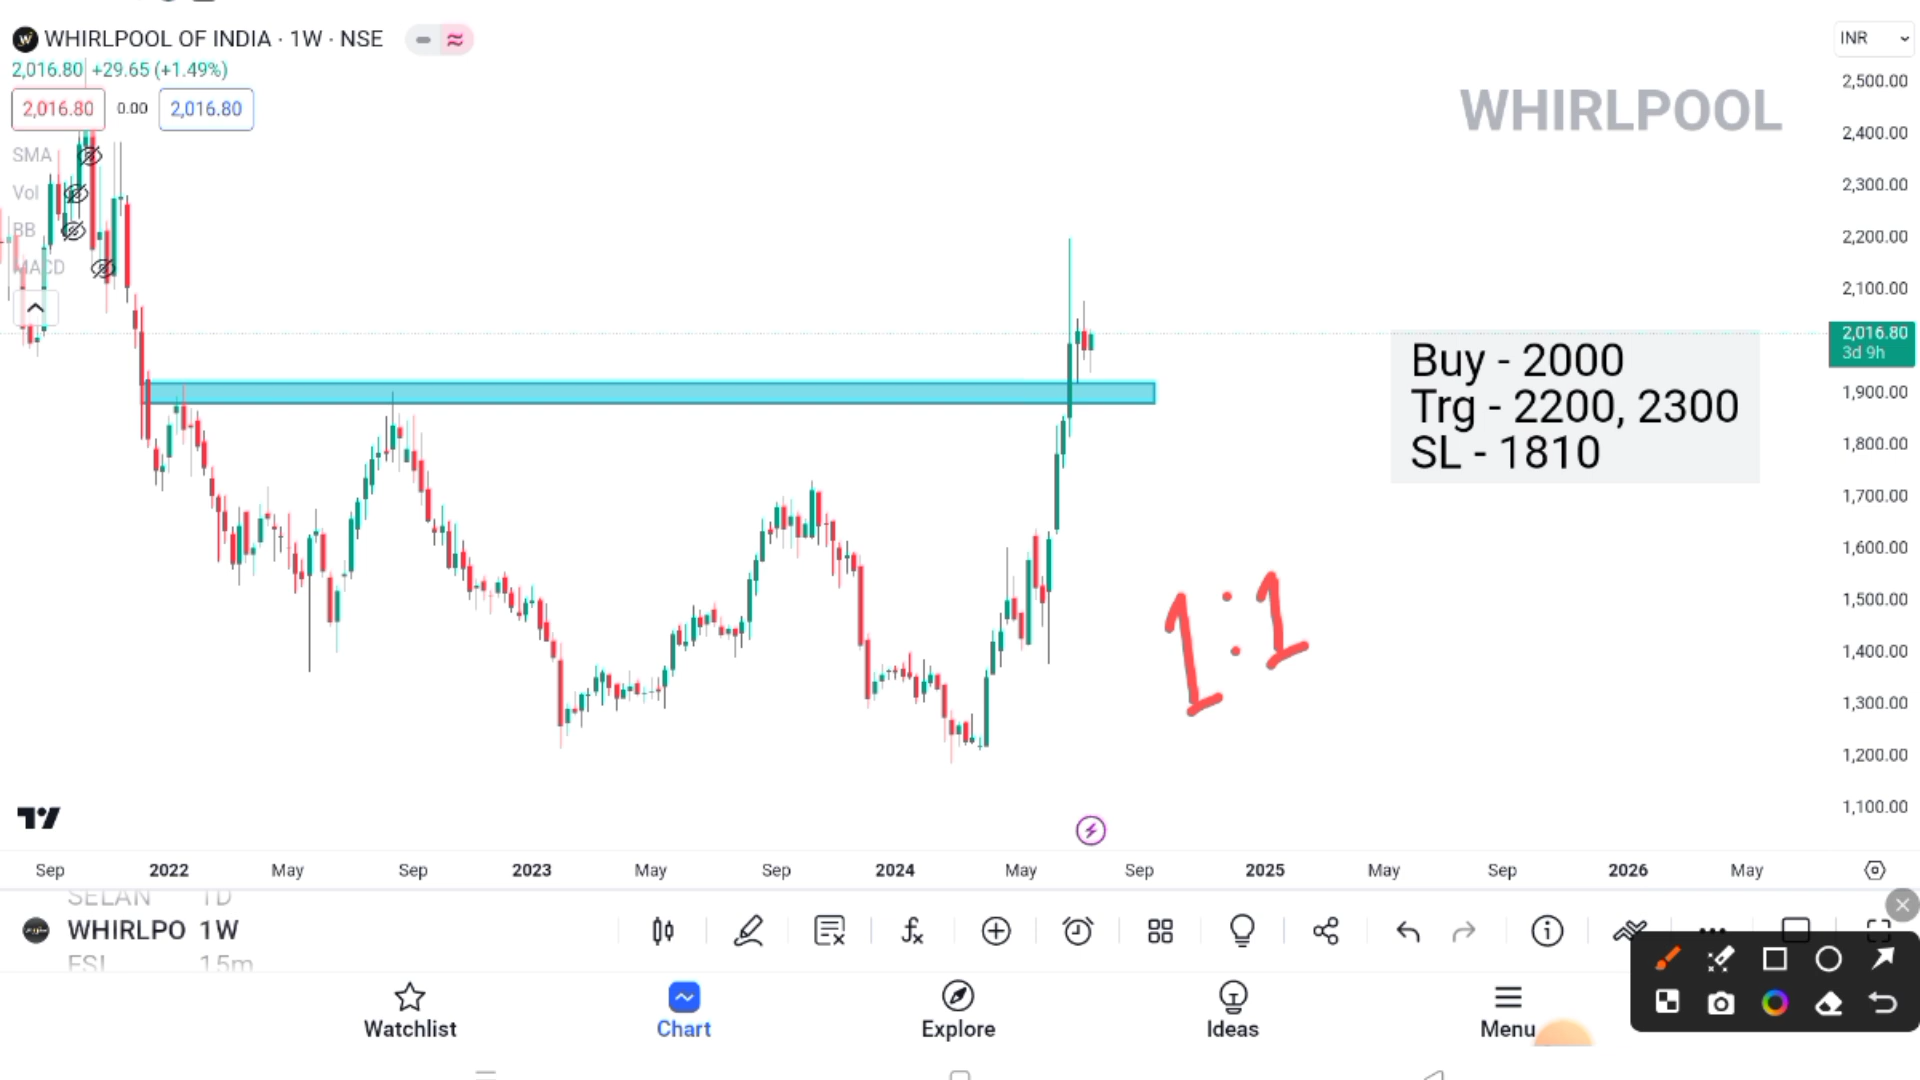 WHIRLPOOL OF INDIA · 1W · NSE
INR
2,016.80 +29.65 (+1.49%)
2,016.80 0.00 2,016.80
WHIRLPOOL
SMA
Vol
BB
MACD
2,500.00
2,400.00
2,300.00
2,200.00
2,100.00
2,016.80
3d 9h
1,900.00
1,800.00
1,700.00
1,600.00
1,500.00
1,400.00
1,300.00
1,200.00
1,100.00
Buy - 2000
Trg - 2200, 2300
SL - 1810
1:1
Sep 2022 May Sep 2023 May Sep 2024 May Sep 2025 May Sep 2026 May
SELAN 1D
WHIRLPO 1W
ESL 15m
Watchlist Chart Explore Ideas Menu